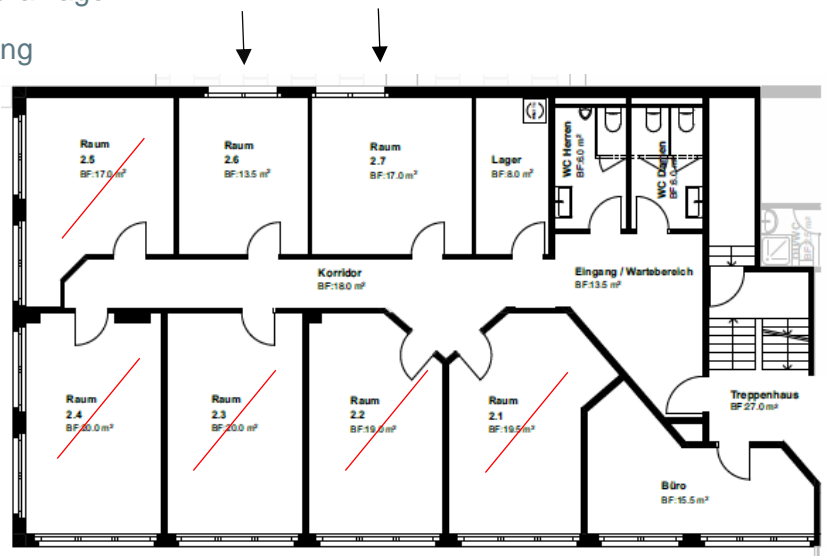 ng
Raum
2.5
BF:17.0 m²
Raum
2.6
BF:13.5 m²
Raum
2.7
BF:17.0 m²
Lager
BF:8.0 m²
WC Herren
BF:6.0 m²
WC Damen
Korridor
BF:18.0 m²
Eingang / Wartebereich
BF:13.5 m²
Raum
2.4
BF:20.0 m²
Raum
2.3
BF:20.0 m²
Raum
2.2
BF:19.0 m²
Raum
2.1
BF:19.5 m²
Treppenhaus
BF:27.0 m²
Büro
BF:15.5 m²